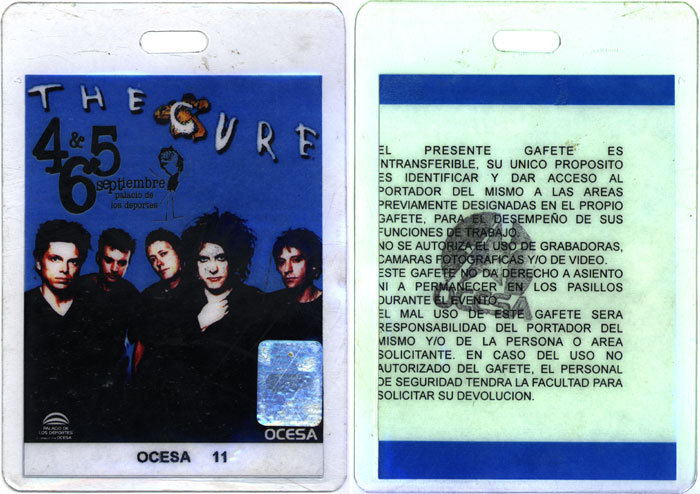 THE CURE
4 & 5
6
septiembre
palacio de
los deportes
PALACIO DE
LOS DEPORTES
OCESA
OCESA
OCESA 11
EL PRESENTE GAFETE ES
INTRANSFERIBLE, SU UNICO PROPOSITO
ES IDENTIFICAR Y DAR ACCESO AL
PORTADOR DEL MISMO A LAS AREAS
PREVIAMENTE DESIGNADAS EN EL PROPIO
GAFETE, PARA EL DESEMPEÑO DE SUS
FUNCIONES DE TRABAJO.
NO SE AUTORIZA EL USO DE GRABADORAS,
CAMARAS FOTOGRAFICAS Y/O DE VIDEO.
ESTE GAFETE NO DA DERECHO A ASIENTO
NI A PERMANECER EN LOS PASILLOS
DURANTE EL EVENTO.
EL MAL USO DE ESTE GAFETE SERA
RESPONSABILIDAD DEL PORTADOR DEL
MISMO Y/O DE LA PERSONA O AREA
SOLICITANTE. EN CASO DEL USO NO
AUTORIZADO DEL GAFETE, EL PERSONAL
DE SEGURIDAD TENDRA LA FACULTAD PARA
SOLICITAR SU DEVOLUCION.